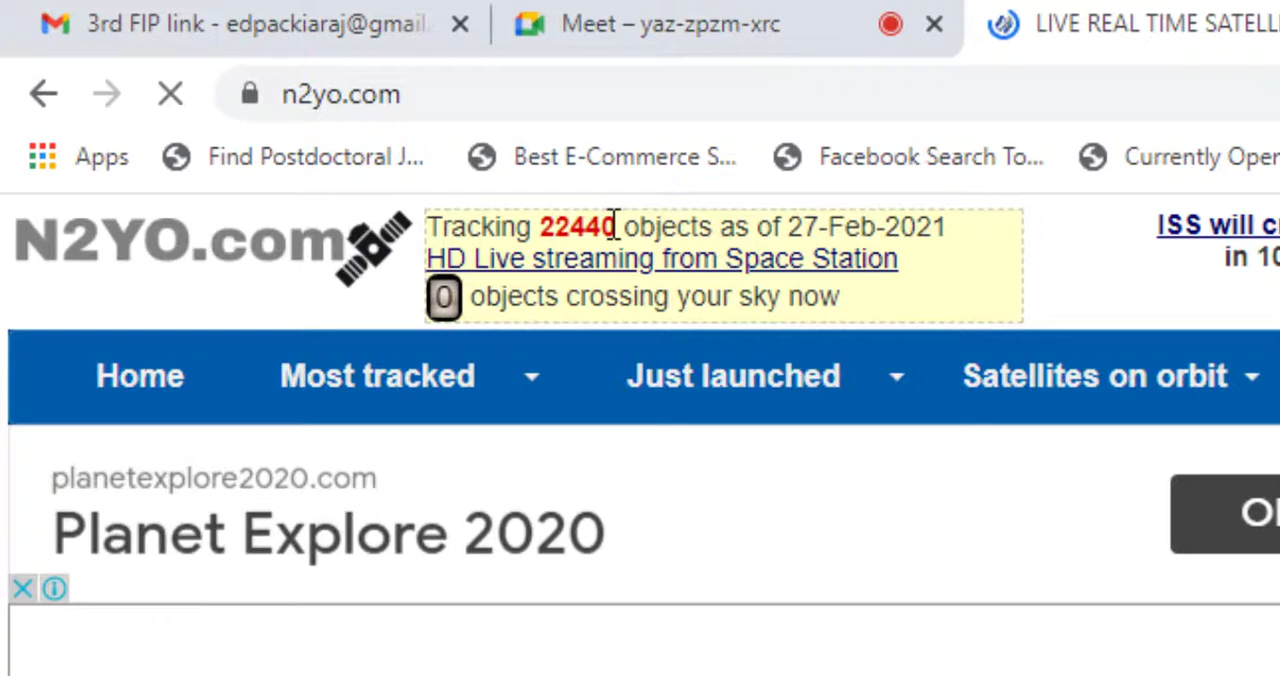 3rd FIP link - edpackiaraj@gmail.
Meet – yaz-zpzm-xrc
LIVE REAL TIME SATELL
n2yo.com
Apps
Find Postdoctoral J...
Best E-Commerce S...
Facebook Search To...
Currently Oper
N2YO.com
Tracking 22440 objects as of 27-Feb-2021
HD Live streaming from Space Station
0 objects crossing your sky now
ISS will c
in 10
Home
Most tracked
Just launched
Satellites on orbit
planetexplore2020.com
Planet Explore 2020